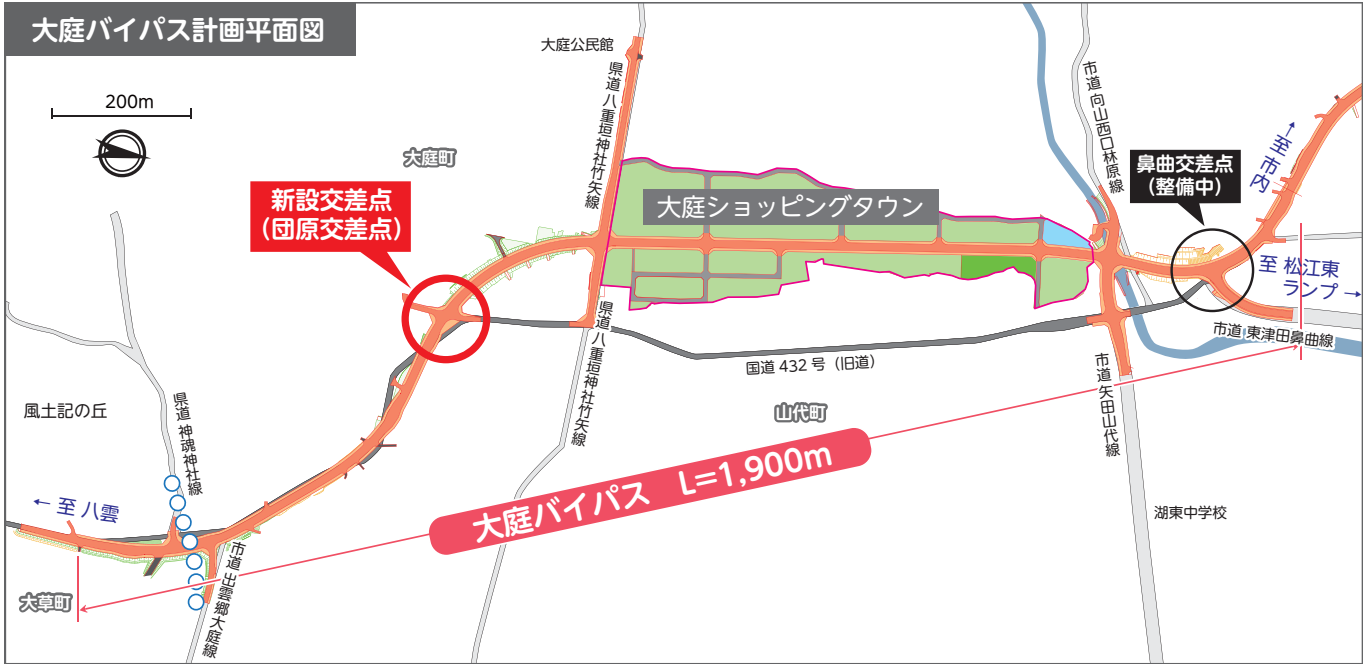 大庭バイパス計画平面図
200m
大庭公民館
県道 八重垣神社竹矢線
大庭町
新設交差点
（団原交差点）
大庭ショッピングタウン
市道 向山西口林原線
鼻曲交差点
（整備中）
←至市内
至 松江東
ランプ→
市道 東津田鼻曲線
県道 八重垣神社竹矢線
国道 432 号（旧道）
市道 矢田山代線
山代町
風土記の丘
県道 神魂神社線
← 至 八雲
大庭バイパス L=1,900m
湖東中学校
市道 出雲郷大庭線
大草町